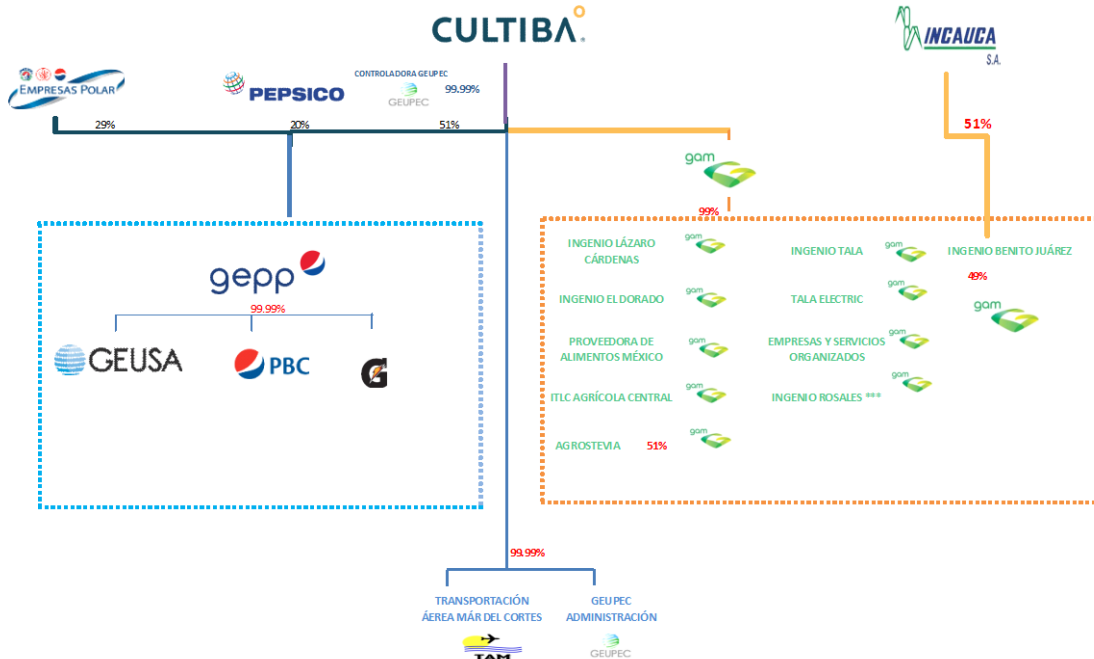 CULTIBA
INCAUCA
S.A.
EMPRESAS POLAR
PEPSICO
CONTROLADORA GEUPEC
GEUPEC
99.99%
29%
20%
51%
51%
gam
99%
gepp
99.99%
GEUSA
PBC
G
INGENIO LÁZARO
CÁRDENAS
gam
INGENIO TALA
gam
INGENIO BENITO JUÁREZ
49%
gam
INGENIO EL DORADO
gam
TALA ELECTRIC
gam
PROVEEDORA DE
ALIMENTOS MÉXICO
gam
EMPRESAS Y SERVICIOS
ORGANIZADOS
gam
ITLC AGRÍCOLA CENTRAL
gam
INGENIO ROSALES ***
gam
AGROSTEVIA 51%
gam
99.99%
TRANSPORTACIÓN
ÁEREA MÁR DEL CORTES
TAM
GEUPEC
ADMINISTRACIÓN
GEUPEC